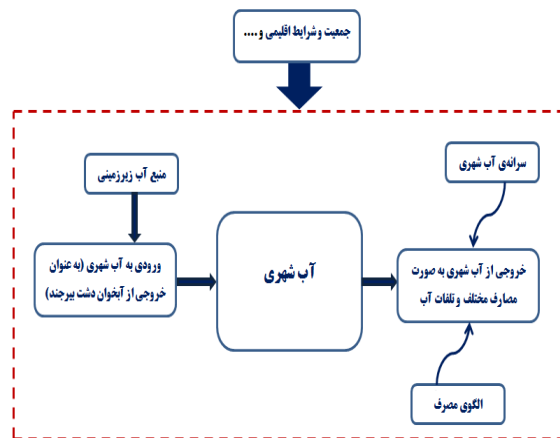 جمعیت و شرایط اقلیمی و ....
سرانه‌ی آب شهری
منبع آب زیرزمینی
ورودی به آب شهری (به عنوان
خروجی از آبخوان دشت بیرجند)
آب شهری
خروجی از آب شهری به صورت
مصارف مختلف و تلفات آب
الگوی مصرف